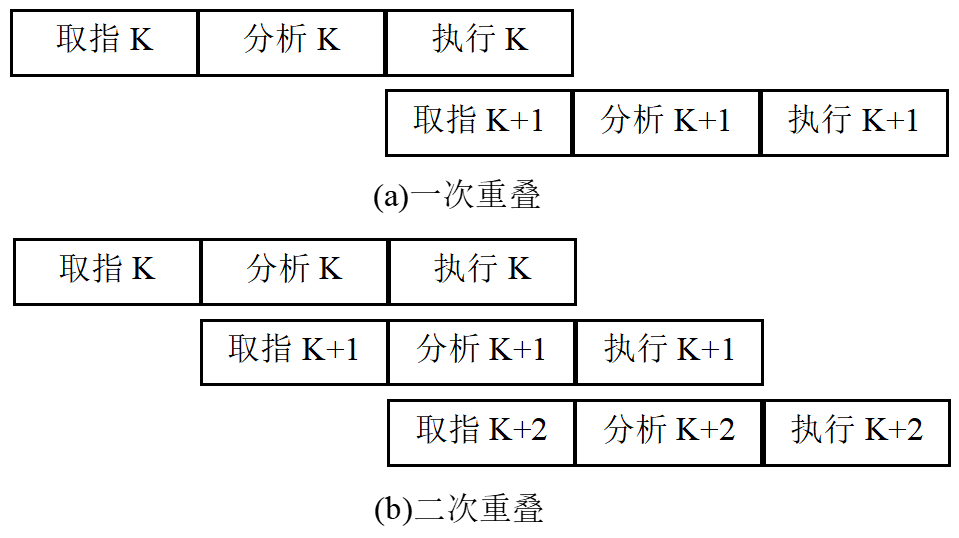 取指 K 分析 K 执行 K
取指 K+1 分析 K+1 执行 K+1
(a)一次重叠
取指 K 分析 K 执行 K
取指 K+1 分析 K+1 执行 K+1
取指 K+2 分析 K+2 执行 K+2
(b)二次重叠